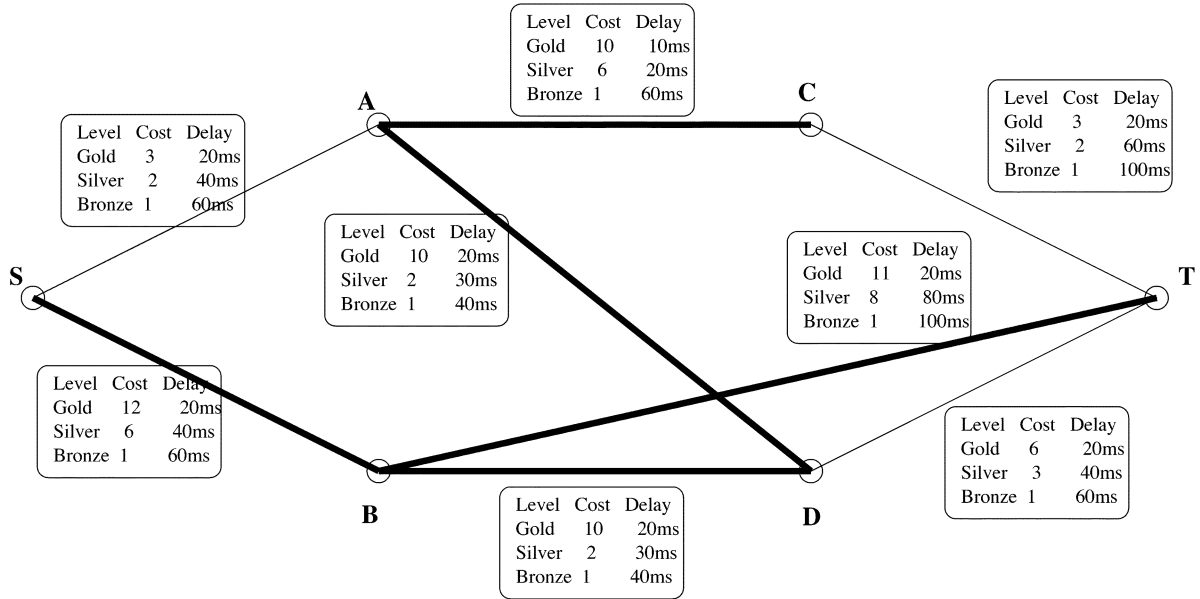 Level Cost Delay
Gold 10 10ms
Silver 6 20ms
Bronze 1 60ms
A
C
Level Cost Delay
Gold 3 20ms
Silver 2 60ms
Bronze 1 100ms
Level Cost Delay
Gold 3 20ms
Silver 2 40ms
Bronze 1 60ms
Level Cost Delay
Gold 10 20ms
Silver 2 30ms
Bronze 1 40ms
Level Cost Delay
Gold 11 20ms
Silver 8 80ms
Bronze 1 100ms
S
T
Level Cost Delay
Gold 12 20ms
Silver 6 40ms
Bronze 1 60ms
Level Cost Delay
Gold 6 20ms
Silver 3 40ms
Bronze 1 60ms
B
D
Level Cost Delay
Gold 10 20ms
Silver 2 30ms
Bronze 1 40ms